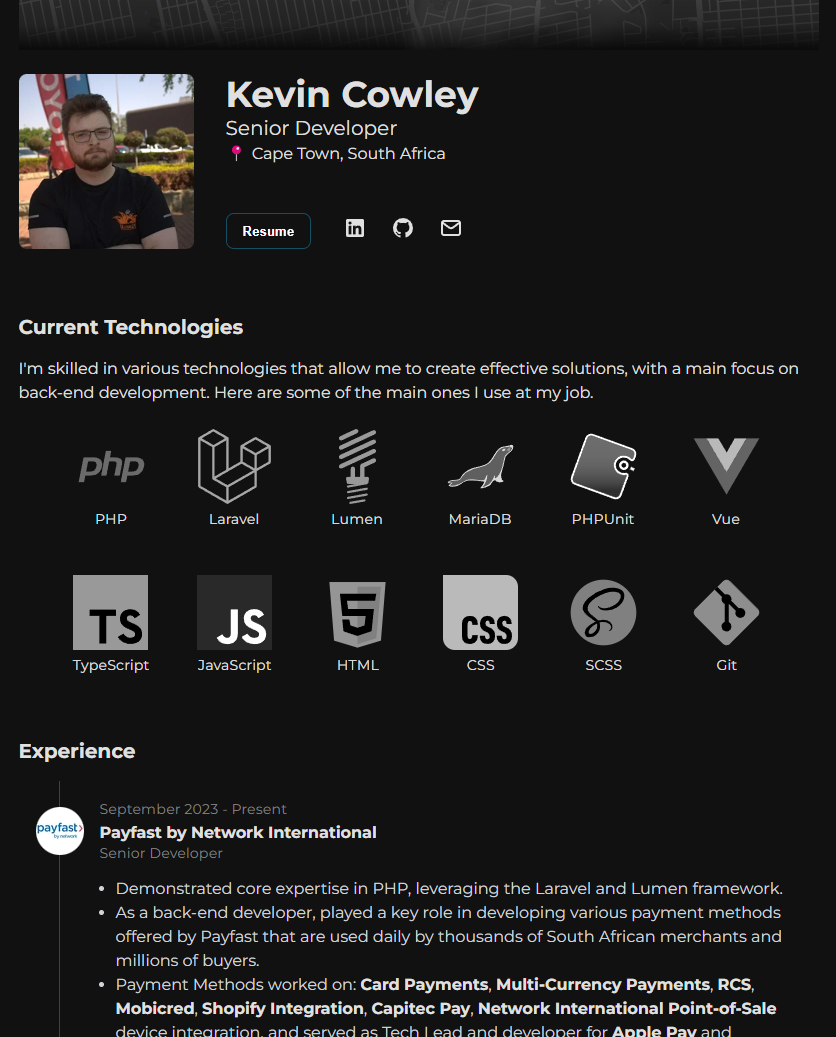 Kevin Cowley
Senior Developer
Cape Town, South Africa
Resume
in
Current Technologies
I'm skilled in various technologies that allow me to create effective solutions, with a main focus on
back-end development. Here are some of the main ones I use at my job.
php
PHP
Laravel
Lumen
MariaDB
PHPUnit
Vue
TS
JS
5
CSS
S
TypeScript
JavaScript
HTML
CSS
SCSS
Git
Experience
September 2023 - Present
payfast
by network
Payfast by Network International
Senior Developer
• Demonstrated core expertise in PHP, leveraging the Laravel and Lumen framework.
• As a back-end developer, played a key role in developing various payment methods
offered by Payfast that are used daily by thousands of South African merchants and
millions of buyers.
• Payment Methods worked on: Card Payments, Multi-Currency Payments, RCS,
Mobicred, Shopify Integration, Capitec Pay, Network International Point-of-Sale
device integration, and served as Tech Lead and developer for Apple Pay and